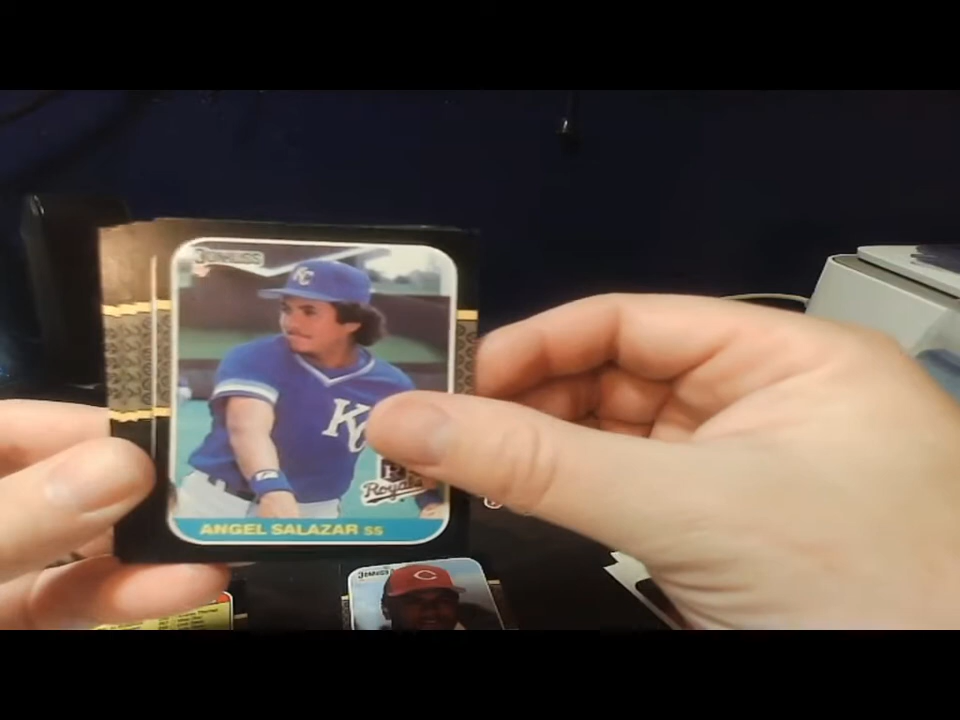 DONRUSS
KC
KC
Royals
ANGEL SALAZAR SS
DONRUSS
C